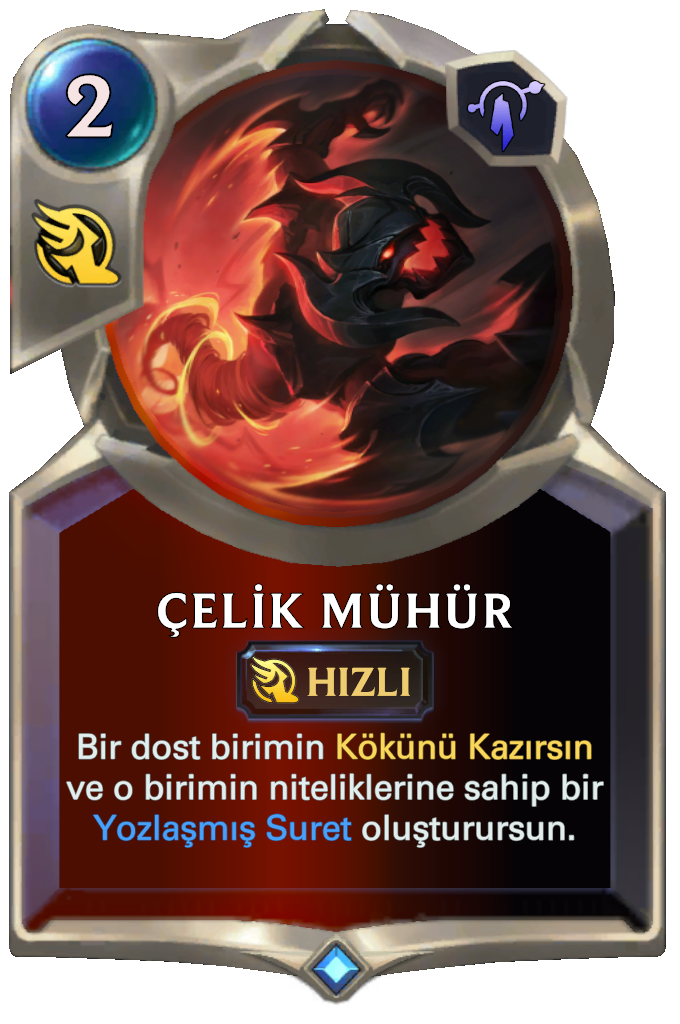 2
ÇELİK MÜHÜR
HIZLI
Bir dost birimin Kökünü Kazırsın
ve o birimin niteliklerine sahip bir
Yozlaşmış Suret oluşturursun.